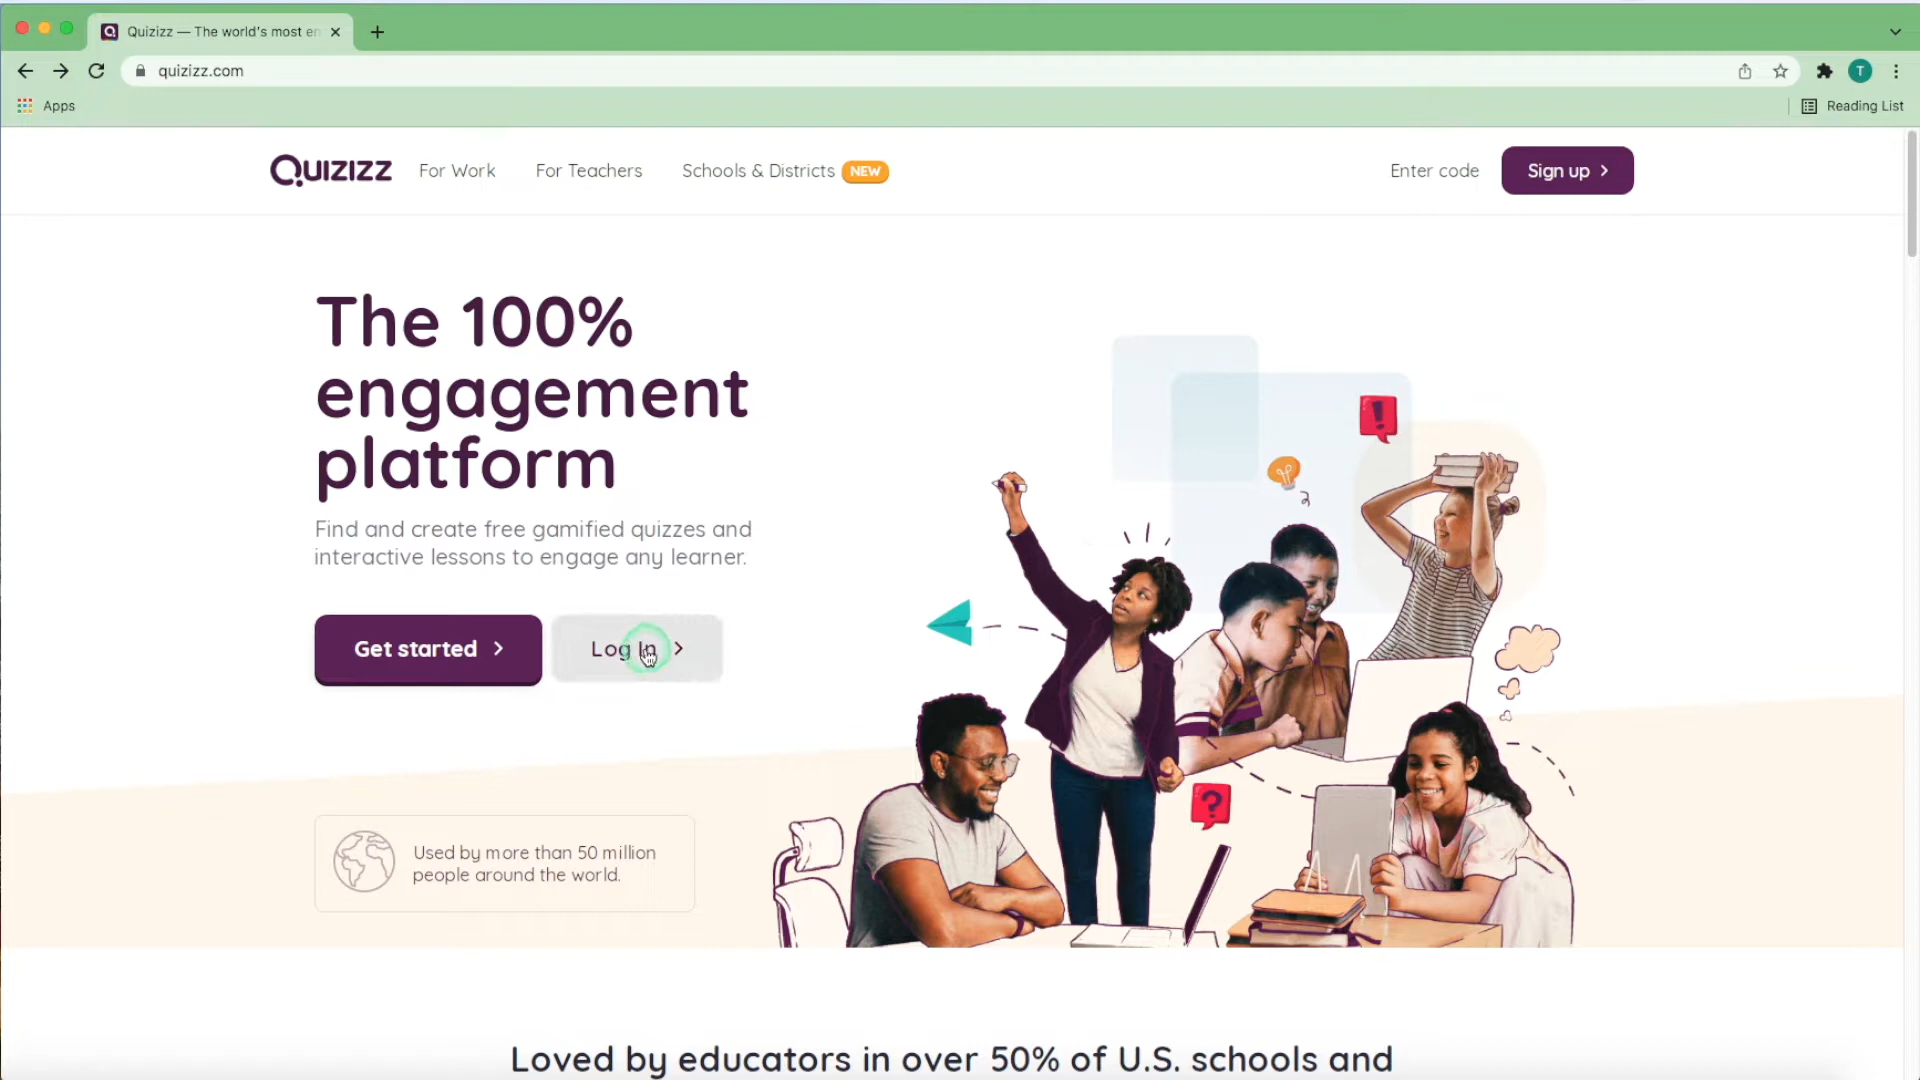 Quizizz — The world's most en
quizizz.com
Apps
Reading List
QUIZIZZ
For Work
For Teachers
Schools & Districts NEW
Enter code
Sign up
T
The 100%
engagement
platform
Find and create free gamified quizzes and
interactive lessons to engage any learner.
Get started
Log In
Used by more than 50 million
people around the world.
Loved by educators in over 50% of U.S. schools and